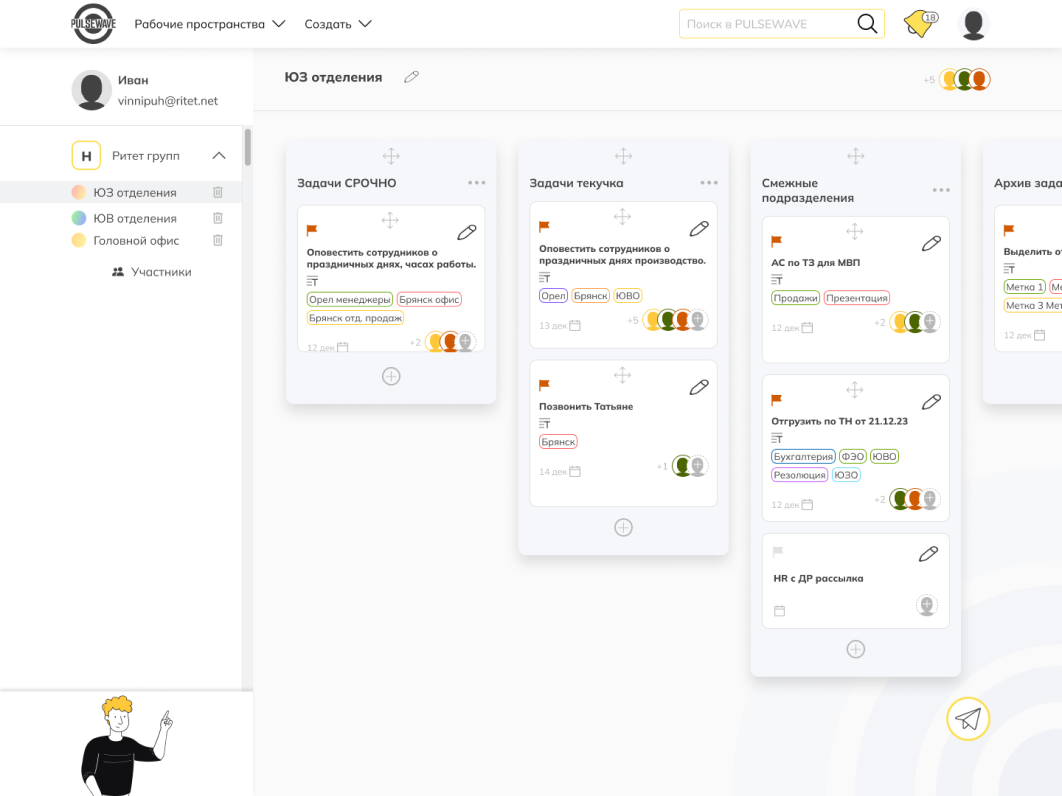 PULSEWAVE
Рабочие пространства
Создать
Поиск в PULSEWAVE
18
Иван
vinnipuh@ritet.net
Н
Ритет групп
ЮЗ отделения
ЮВ отделения
Головной офис
Участники
ЮЗ отделения
+5
Задачи СРОЧНО
Оповестить сотрудников о
праздничных днях, часах работы.
Орел менеджеры Брянск офис
Брянск отд. продаж
12 дек
+2
Задачи текучка
Оповестить сотрудников о
праздничных днях производство.
Орел Брянск ЮВО
13 дек
+5
Позвонить Татьяне
Брянск
14 дек
+1
Смежные
подразделения
АС по ТЗ для МВП
Продажи Презентация
12 дек
+2
Отгрузить по ТН от 21.12.23
Бухгалтерия ФЭО ЮВО
Резолюция ЮЗО
12 дек
+2
HR с ДР рассылка
Архив зада
Выделить от
Метка 1 Ме
Метка 3 Мет
12 дек